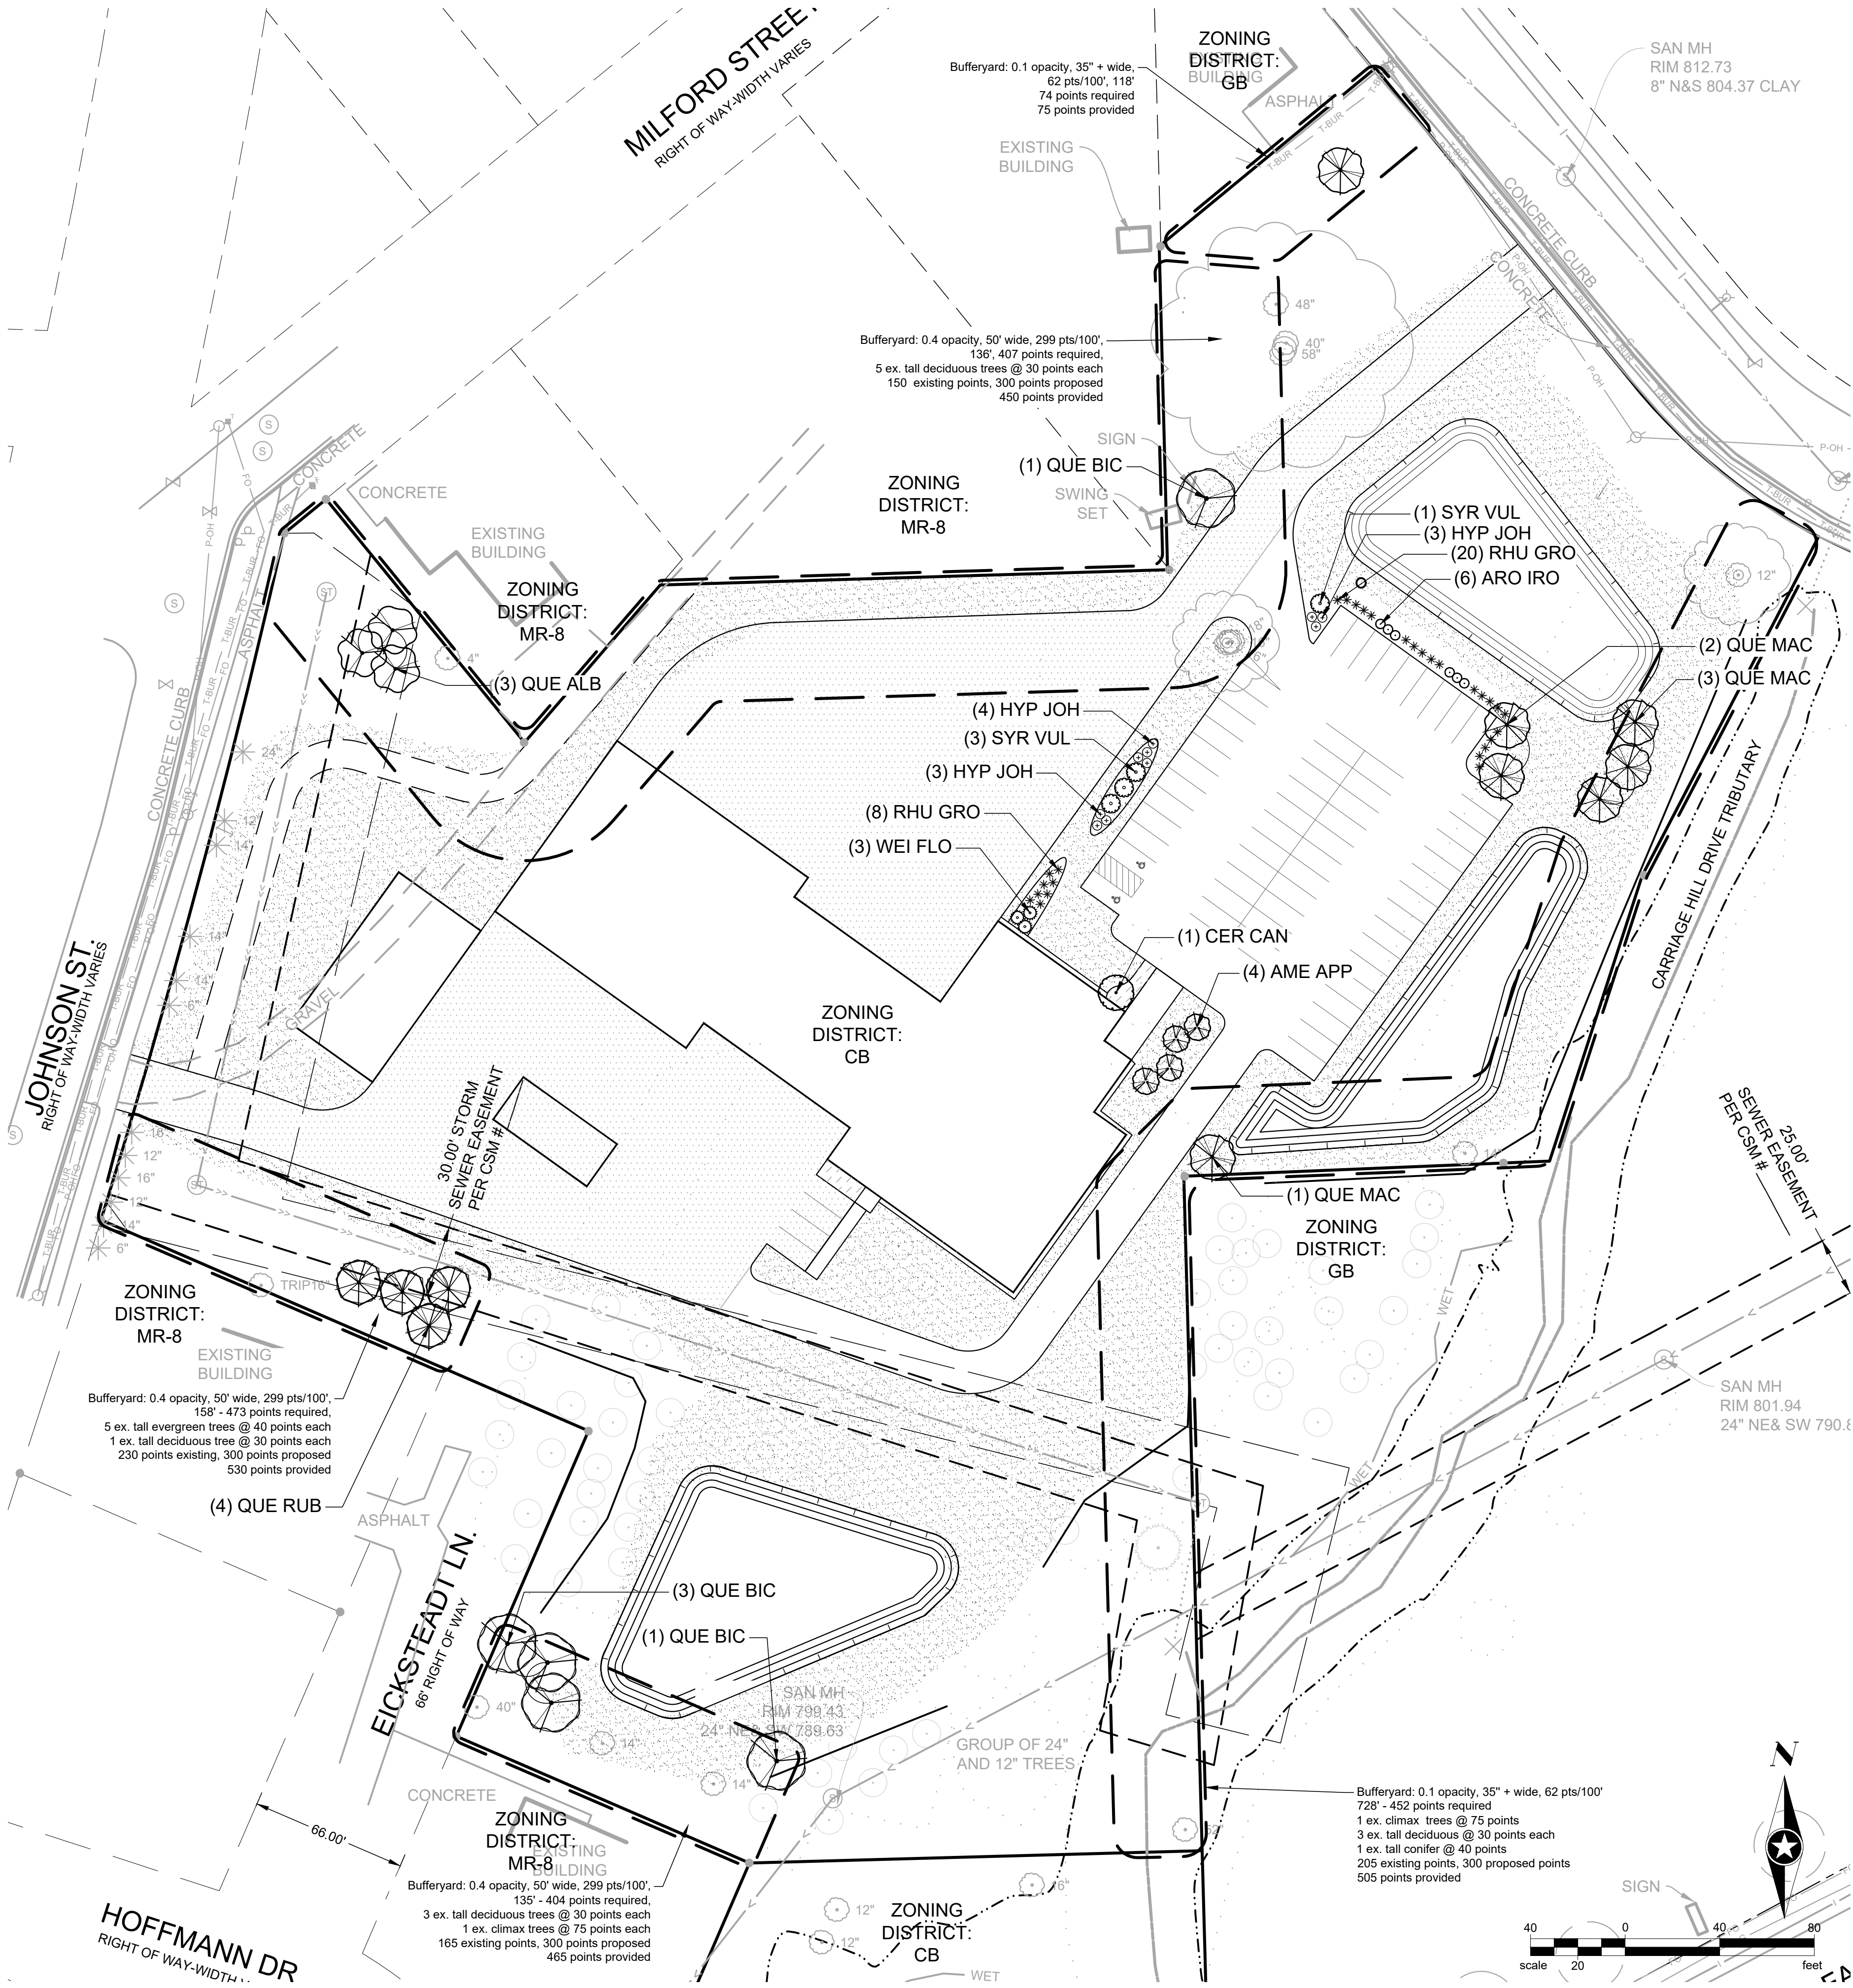 MILFORD STREET
RIGHT OF WAY-WIDTH VARIES
ZONING
DISTRICT:
GB
EXISTING
BUILDING
ASPHALT
Bufferyard: 0.1 opacity, 35" + wide,
62 pts/100', 118'
74 points required
75 points provided
EXISTING
BUILDING
SAN MH
RIM 812.73
8" N&S 804.37 CLAY
CONCRETE CURB
CONCRETE
48"
40"
58"
Bufferyard: 0.4 opacity, 50' wide, 299 pts/100',
136', 407 points required,
5 ex. tall deciduous trees @ 30 points each
150 existing points, 300 points proposed
450 points provided
SIGN
(1) QUE BIC
SWING
SET
ZONING
DISTRICT:
MR-8
(1) SYR VUL
(3) HYP JOH
(20) RHU GRO
(6) ARO IRO
12"
(2) QUE MAC
(3) QUE MAC
CONCRETE
CONCRETE
EXISTING
BUILDING
ZONING
DISTRICT:
MR-8
4"
(3) QUE ALB
ASPHALT
CONCRETE CURB
18"
(4) HYP JOH
(3) SYR VUL
(3) HYP JOH
(8) RHU GRO
(3) WEI FLO
(1) CER CAN
(4) AME APP
CARRIAGE HILL DRIVE TRIBUTARY
24"
12"
14"
14"
14"
6"
GRAVEL
JOHNSON ST.
RIGHT OF WAY-WIDTH VARIES
ZONING
DISTRICT:
CB
30.00' STORM
SEWER EASEMENT
PER CSM #
25.00'
SEWER EASEMENT
PER CSM #
14"
(1) QUE MAC
ZONING
DISTRICT:
GB
WET
WET
18"
12"
16"
12"
14"
6"
TRIP16"
ZONING
DISTRICT:
MR-8
EXISTING
BUILDING
Bufferyard: 0.4 opacity, 50' wide, 299 pts/100',
158' - 473 points required,
5 ex. tall evergreen trees @ 40 points each
1 ex. tall deciduous tree @ 30 points each
230 points existing, 300 points proposed
530 points provided
(4) QUE RUB
ASPHALT
SAN MH
RIM 801.94
24" NE& SW 790.8
EICKSTEADT LN.
66' RIGHT OF WAY
(3) QUE BIC
(1) QUE BIC
40"
14"
14"
SAN MH
RIM 799.43
24" NE& SW 789.63
GROUP OF 24"
AND 12" TREES
CONCRETE
66.00'
ZONING
DISTRICT:
MR-8
EXISTING
BUILDING
Bufferyard: 0.4 opacity, 50' wide, 299 pts/100',
135' - 404 points required,
3 ex. tall deciduous trees @ 30 points each
1 ex. climax trees @ 75 points each
165 existing points, 300 points proposed
465 points provided
Bufferyard: 0.1 opacity, 35" + wide, 62 pts/100'
728' - 452 points required
1 ex. climax trees @ 75 points
3 ex. tall deciduous @ 30 points each
1 ex. tall conifer @ 40 points
205 existing points, 300 proposed points
505 points provided
12"
12"
ZONING
DISTRICT:
CB
WET
HOFFMANN DR
RIGHT OF WAY-WIDTH
SIGN
N
40 0 40 80
scale 20 feet